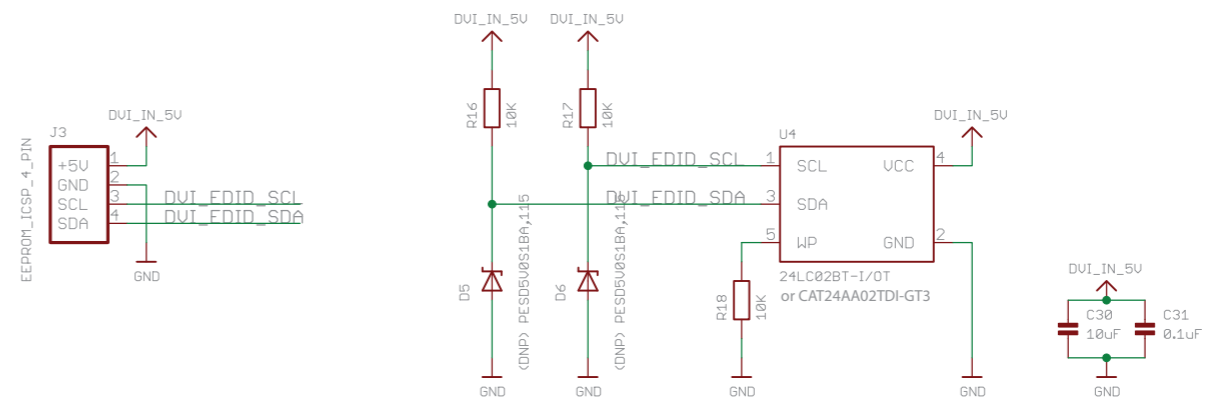 DVI_IN_5V
DVI_IN_5V
R16
10K
R17
10K
DVI_IN_5V
J3
EEPROM_ICSP_4_PIN
+5V
1
GND
2
SCL
3
DVI_EDID_SCL
SDA
4
DVI_EDID_SDA
GND
DVI_EDID_SCL
DVI_EDID_SDA
U4
DVI_IN_5V
1
SCL
VCC
4
3
SDA
5
WP
GND
2
24LC02BT-I/OT
or CAT24AA02TDI-GT3
D5
(DNP) PESD5V0S1BA,115
D6
(DNP) PESD5V0S1BA,115
R18
10K
GND
GND
GND
GND
DVI_IN_5V
C30
10uF
C31
0.1uF
GND